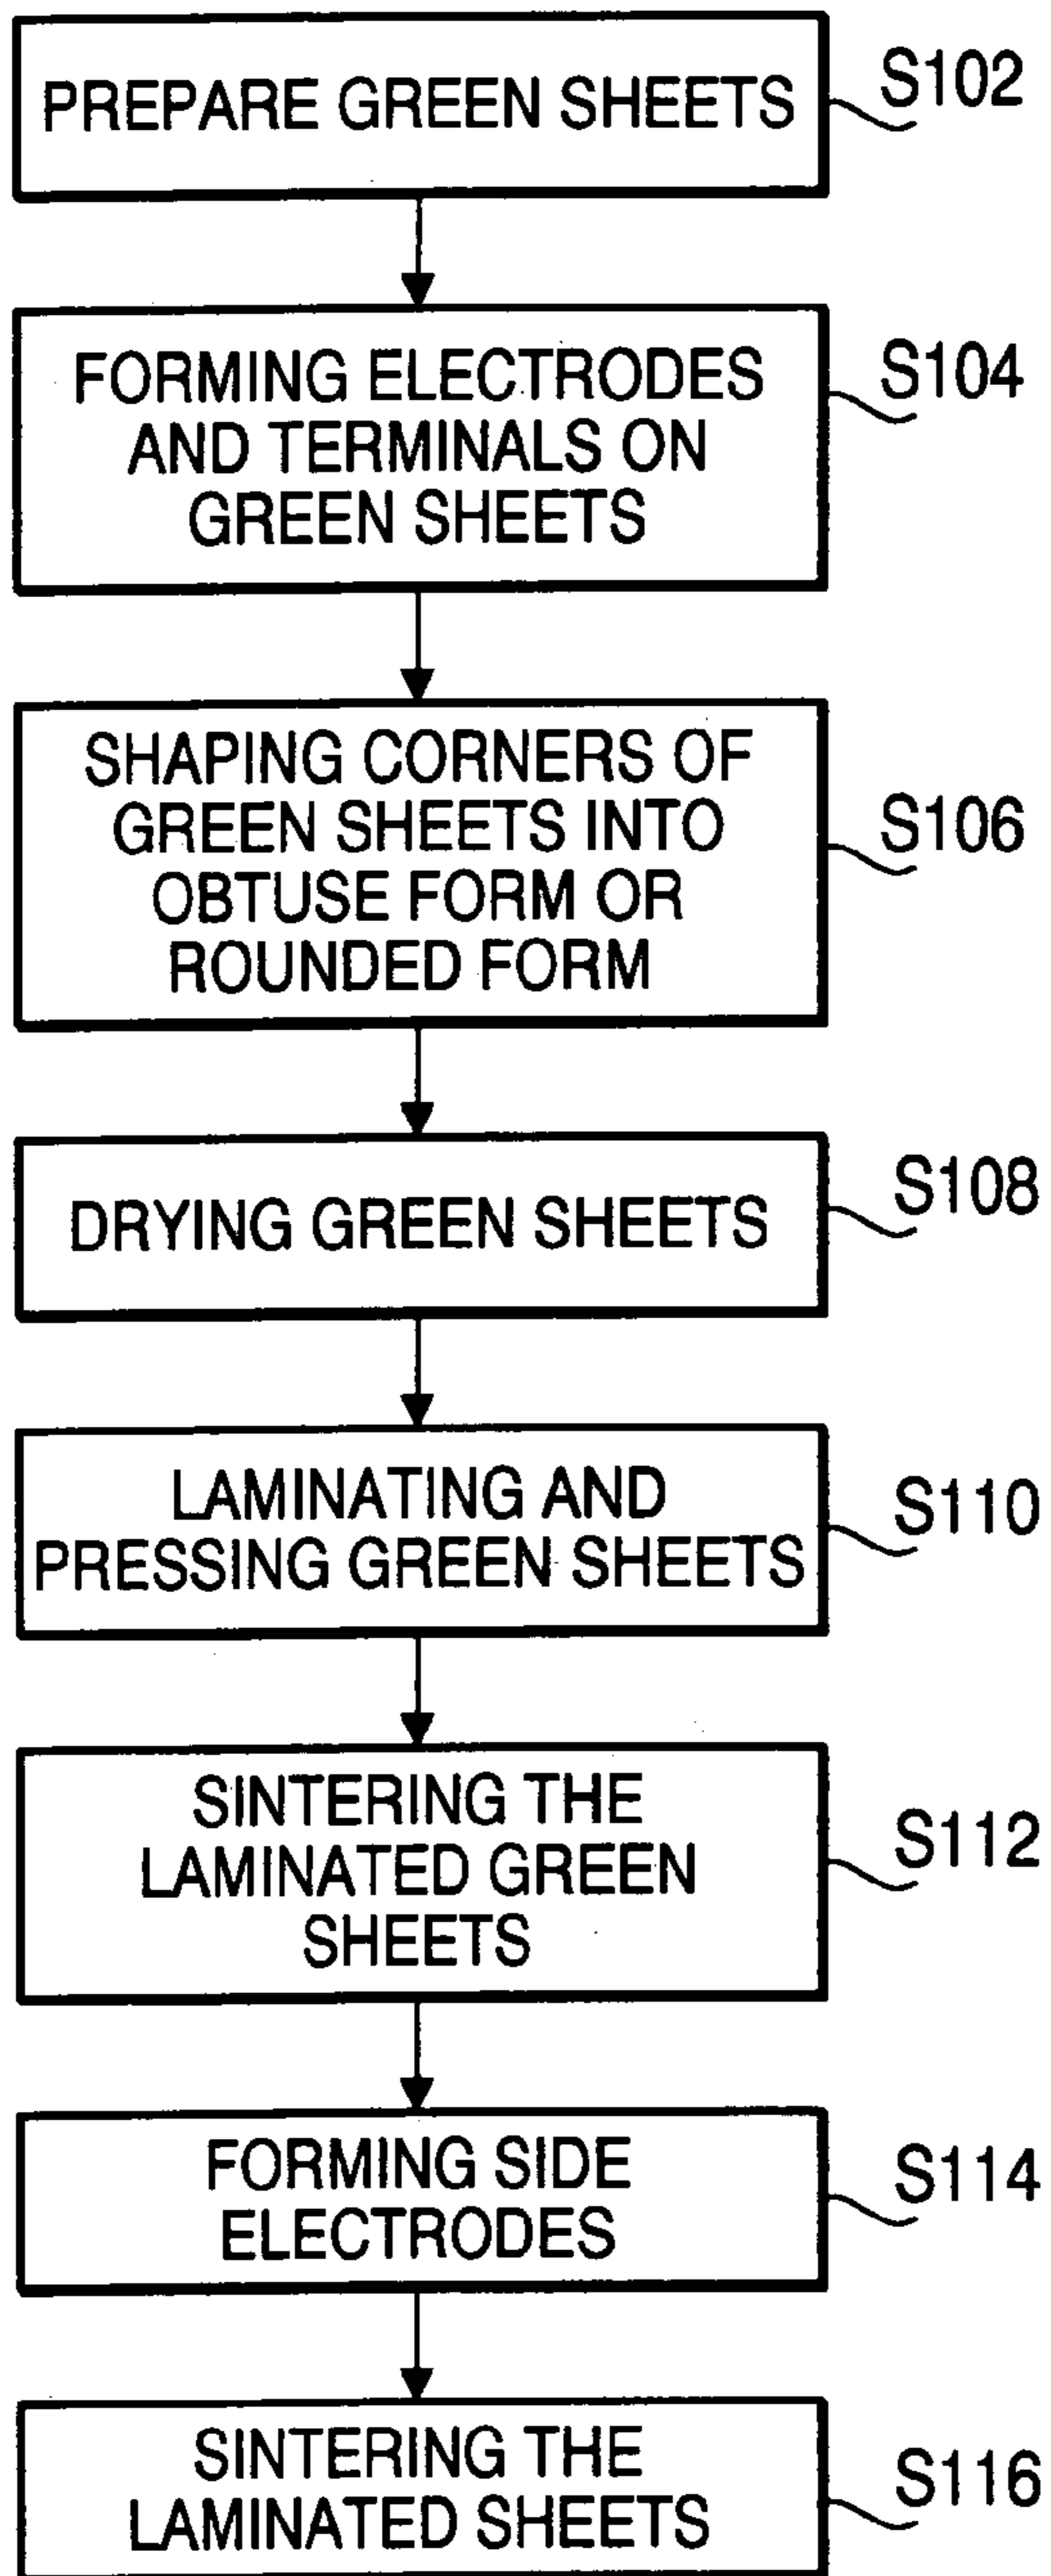 PREPARE GREEN SHEETS
S102
FORMING ELECTRODES
AND TERMINALS ON
GREEN SHEETS
S104
SHAPING CORNERS OF
GREEN SHEETS INTO
OBTUSE FORM OR
ROUNDED FORM
S106
DRYING GREEN SHEETS
S108
LAMINATING AND
PRESSING GREEN SHEETS
S110
SINTERING THE
LAMINATED GREEN
SHEETS
S112
FORMING SIDE
ELECTRODES
S114
SINTERING THE
LAMINATED SHEETS
S116